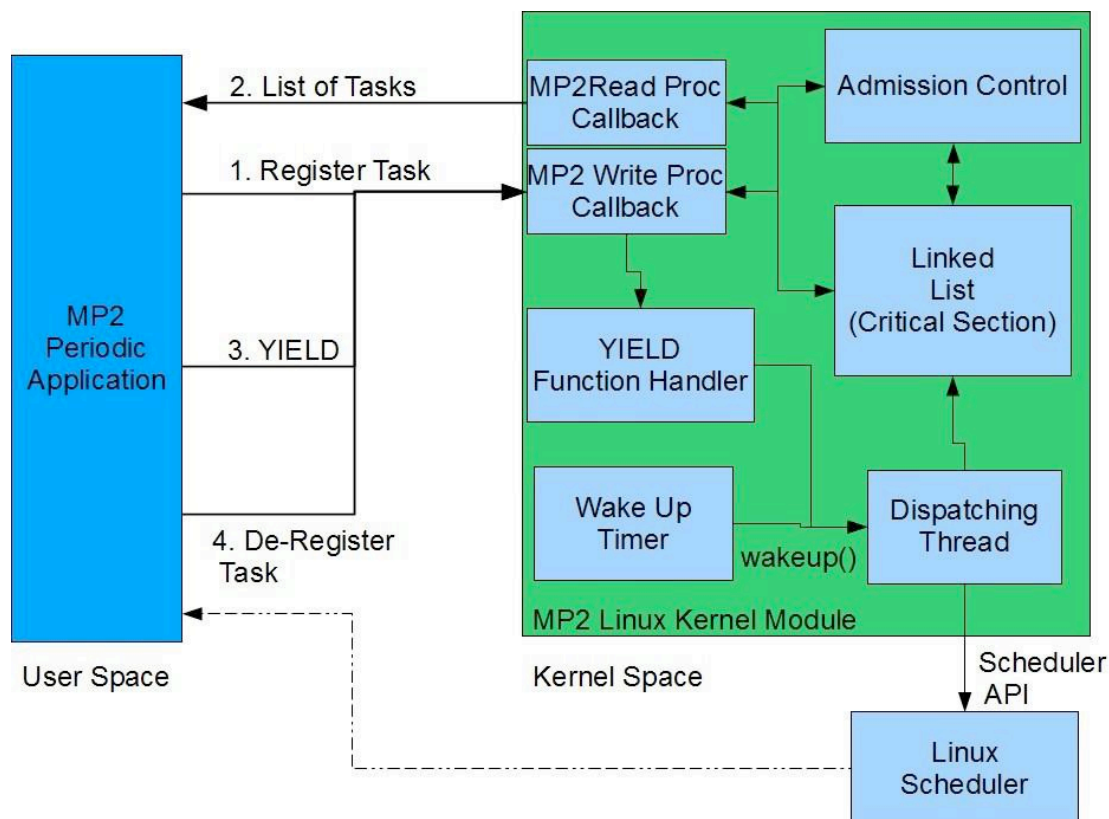 MP2
Periodic
Application
User Space
2. List of Tasks
1. Register Task
3. YIELD
4. De-Register
Task
MP2Read Proc
Callback
MP2 Write Proc
Callback
Admission Control
Linked
List
(Critical Section)
YIELD
Function Handler
Wake Up
Timer
wakeup()
Dispatching
Thread
MP2 Linux Kernel Module
Kernel Space
Scheduler
API
Linux
Scheduler